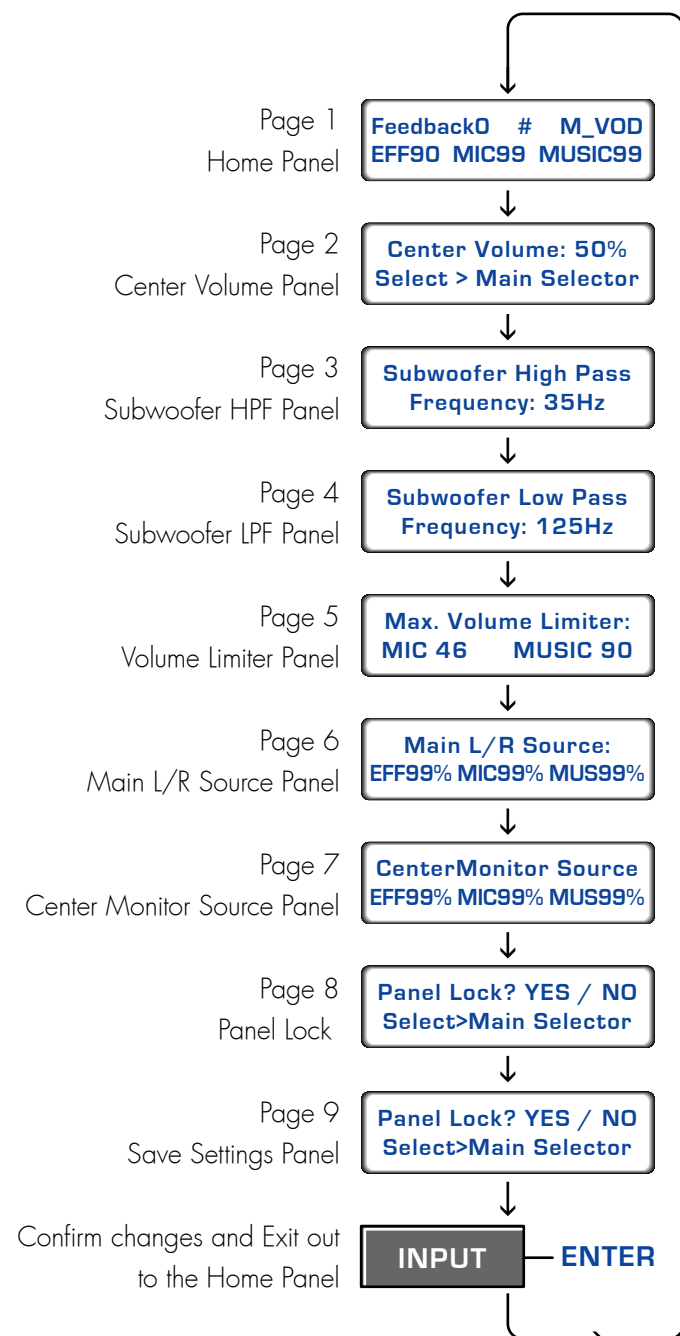 Page 1
Home Panel
Feedback0 # M_VOD
EFF90 MIC99 MUSIC99
Page 2
Center Volume Panel
Center Volume: 50%
Select > Main Selector
Page 3
Subwoofer HPF Panel
Subwoofer High Pass
Frequency: 35Hz
Page 4
Subwoofer LPF Panel
Subwoofer Low Pass
Frequency: 125Hz
Page 5
Volume Limiter Panel
Max. Volume Limiter:
MIC 46 MUSIC 90
Page 6
Main L/R Source Panel
Main L/R Source:
EFF99% MIC99% MUS99%
Page 7
Center Monitor Source Panel
CenterMonitor Source
EFF99% MIC99% MUS99%
Page 8
Panel Lock
Panel Lock? YES / NO
Select>Main Selector
Page 9
Save Settings Panel
Panel Lock? YES / NO
Select>Main Selector
Confirm changes and Exit out
to the Home Panel
INPUT
ENTER